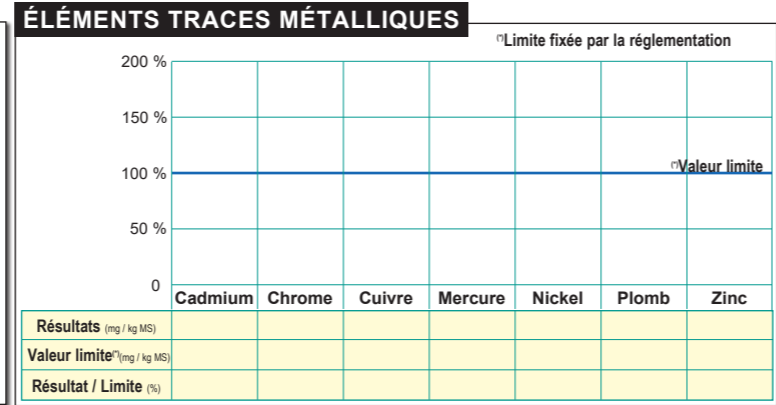 ÉLÉMENTS TRACES MÉTALLIQUES
(*)Limite fixée par la réglementation
200 %
150 %
100 %
(*)Valeur limite
50 %
0
Cadmium Chrome Cuivre Mercure Nickel Plomb Zinc
Résultats (mg / kg MS)
Valeur limite(*)(mg / kg MS)
Résultat / Limite (%)